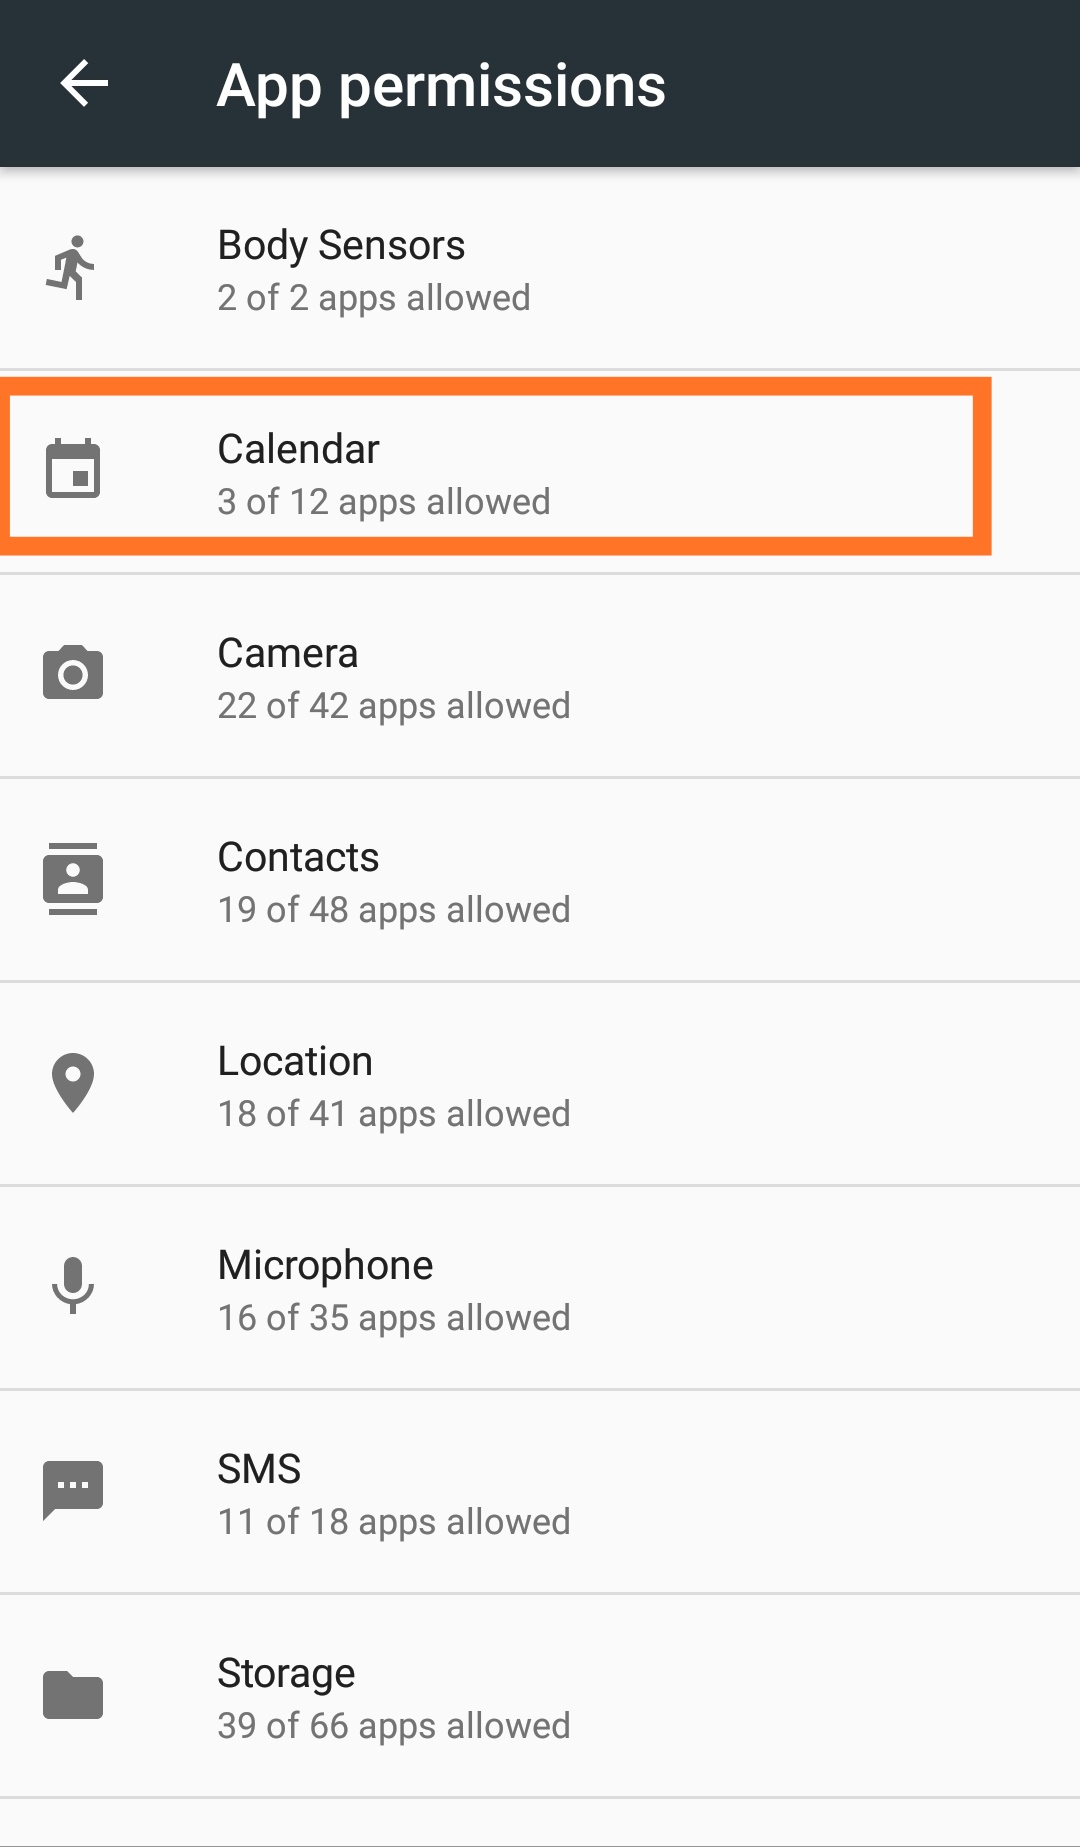 App permissions
Body Sensors
2 of 2 apps allowed
Calendar
3 of 12 apps allowed
Camera
22 of 42 apps allowed
Contacts
19 of 48 apps allowed
Location
18 of 41 apps allowed
Microphone
16 of 35 apps allowed
SMS
11 of 18 apps allowed
Storage
39 of 66 apps allowed